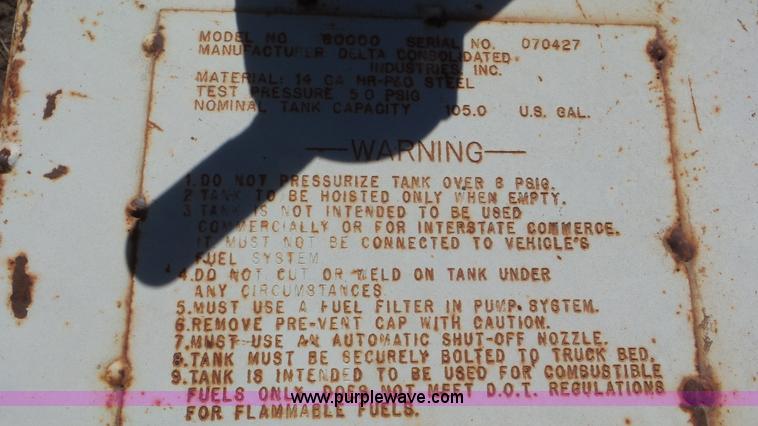 MODEL NO. 80000 SERIAL NO. 070427
MANUFACTURER DELTA CONSOLIDATED
INDUSTRIES, INC.
MATERIAL: 14 GA HR-P&O STEEL
TEST PRESSURE 5.0 PSIG
NOMINAL TANK CAPACITY 105.0 U.S. GAL.
—WARNING—
1. DO NOT PRESSURIZE TANK OVER PSIG.
2 TANK TO BE HOISTED ONLY WHEN EMPTY.
3 TANK IS NOT INTENDED TO BE USED
COMMERCIALLY OR FOR INTERSTATE COMMERCE.
IT MUST NOT BE CONNECTED TO VEHICLE'S
FUEL SYSTEM
4. DO NOT CUT OR WELD ON TANK UNDER
ANY CIRCUMSTANCES
5. MUST USE A FUEL FILTER IN PUMP SYSTEM.
6. REMOVE PRE-VENT CAP WITH CAUTION.
7. MUST USE AN AUTOMATIC SHUT-OFF NOZZLE.
8. TANK MUST BE SECURELY BOLTED TO TRUCK BED.
9. TANK IS INTENDED TO BE USED FOR COMBUSTIBLE
FUELS ONLY. DOES NOT MEET D.O.T. REGULATIONS
www.purplewave.com
FOR FLAMMABLE FUELS.